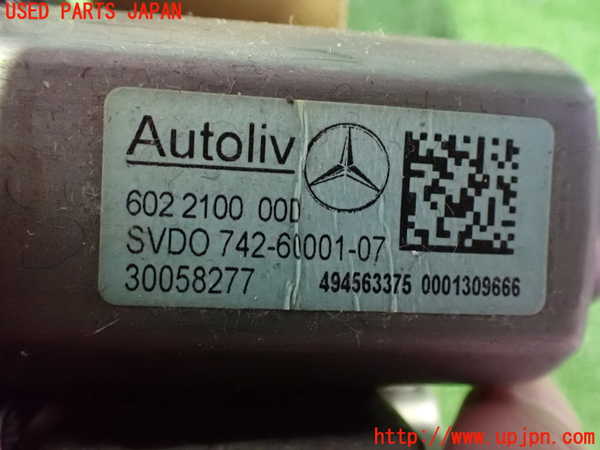 USED PARTS JAPAN
Autoliv
602 2100 00D
SVDO 742-60001-07
30058277
494563375 0001309666
http://www.upjpn.com/